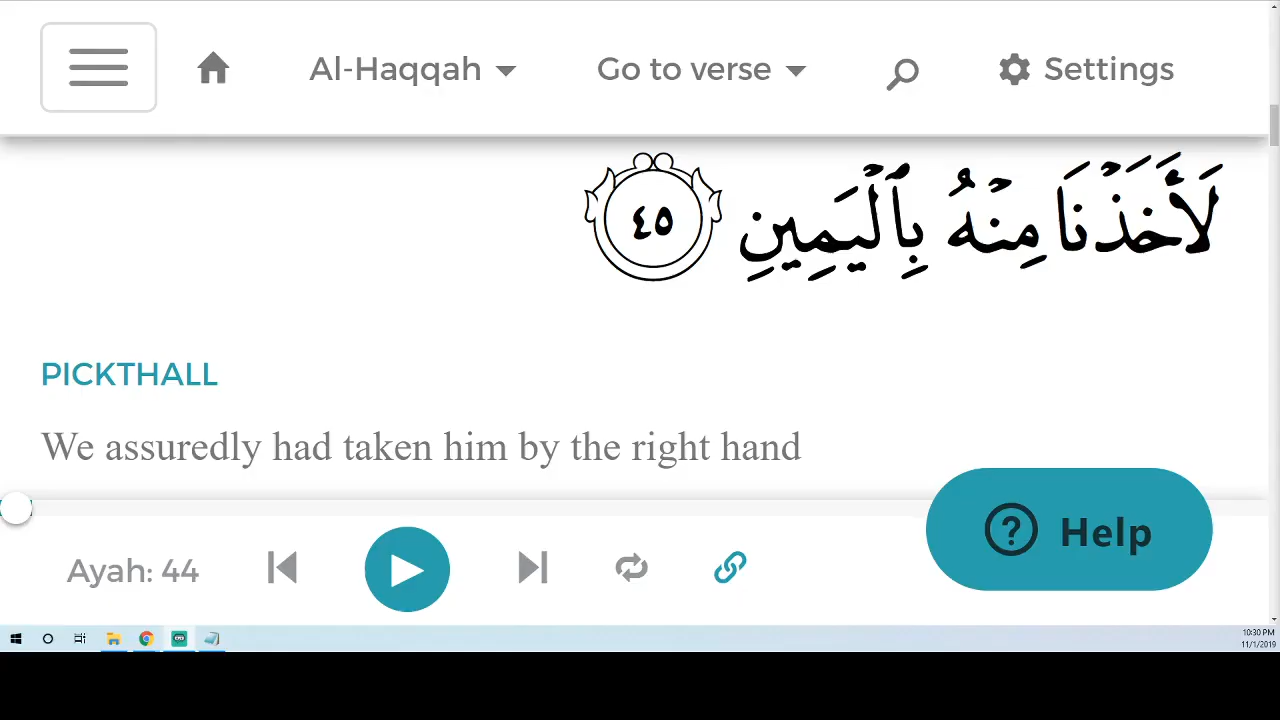 Al-Haqqah Go to verse Settings
لَأَخَذۡنَا مِنۡهُ بِٱلۡيَمِينِ ٤٥
PICKTHALL
We assuredly had taken him by the right hand
Help
Ayah: 44
10:30 PM
11/1/2019